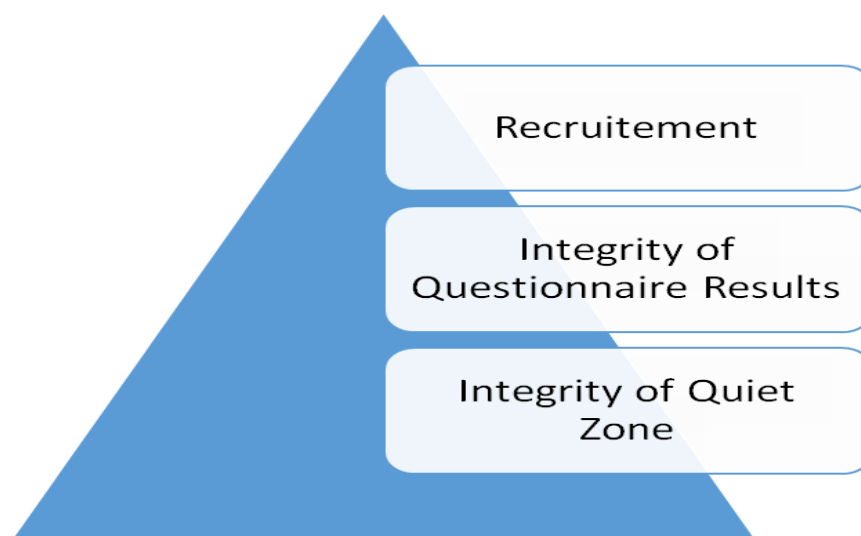 Recruitement
Integrity of
Questionnaire Results
Integrity of Quiet
Zone